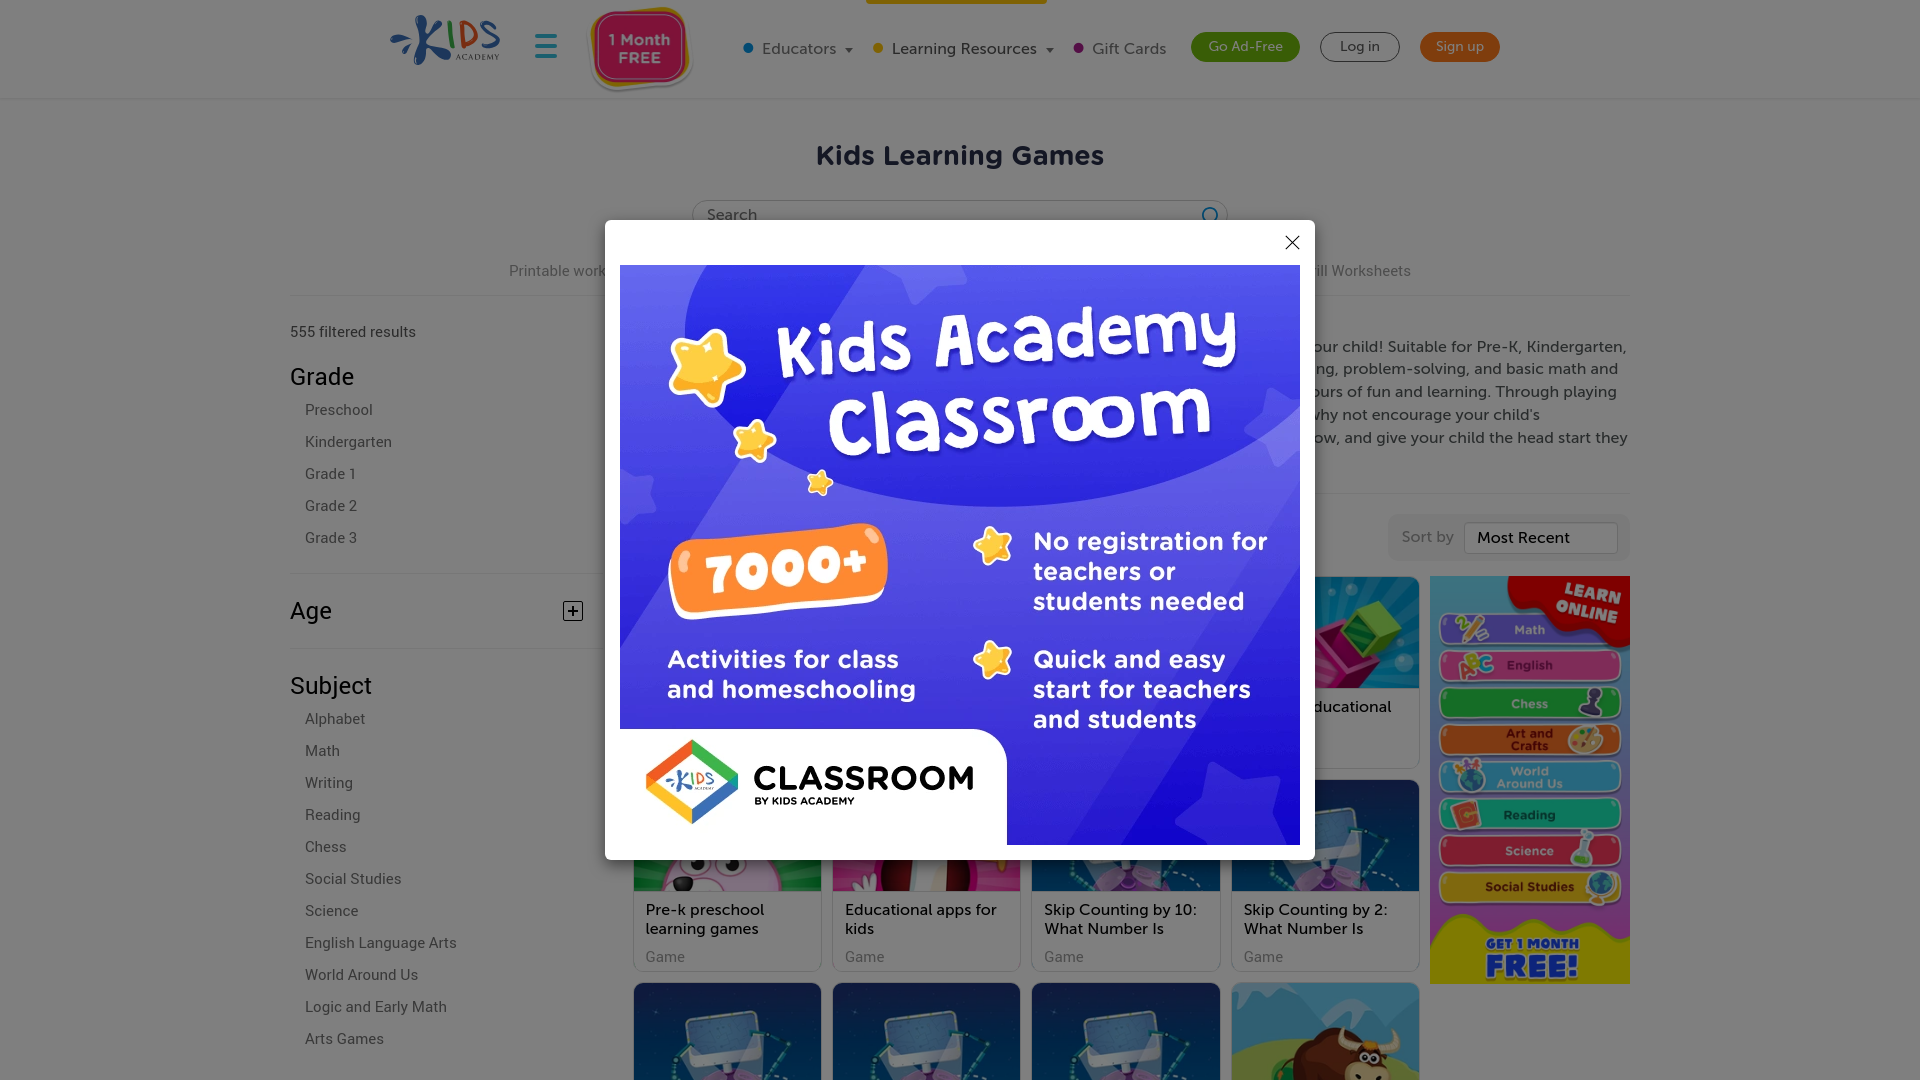 KIDS ACADEMY
1 Month
FREE
Educators
Learning Resources
Gift Cards
Go Ad-Free
Log in
Sign up
Kids Learning Games
Search
Printable work
ill Worksheets
555 filtered results
Grade
Preschool
Kindergarten
Grade 1
Grade 2
Grade 3
Age
Subject
Alphabet
Math
Writing
Reading
Chess
Social Studies
Science
English Language Arts
World Around Us
Logic and Early Math
Arts Games
Kids Academy
Classroom
7000+
Activities for class
and homeschooling
No registration for
teachers or
students needed
Quick and easy
start for teachers
and students
KIDS ACADEMY
CLASSROOM
BY KIDS ACADEMY
our child! Suitable for Pre-K, Kindergarten,
ng, problem-solving, and basic math and
ours of fun and learning. Through playing
why not encourage your child's
ow, and give your child the head start they
Sort by
Most Recent
ducational
Pre-k preschool
learning games
Game
Educational apps for
kids
Game
Skip Counting by 10:
What Number Is
Game
Skip Counting by 2:
What Number Is
Game
LEARN
ONLINE
Math
English
Chess
Art and
Crafts
World
Around Us
Reading
Science
Social Studies
GET 1 MONTH
FREE!